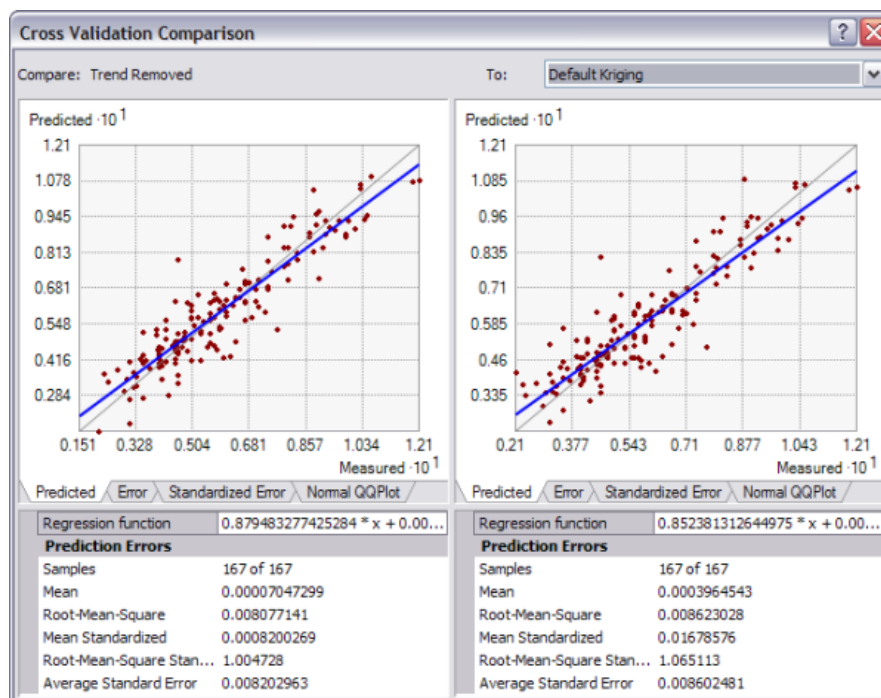 Cross Validation Comparison
Compare: Trend Removed
To: Default Kriging
Predicted ·10 1
1.21
1.078
0.945
0.813
0.681
0.548
0.416
0.284
0.151 0.328 0.504 0.681 0.857 1.034 1.21
Measured ·10 1
Predicted Error Standardized Error Normal QQPlot
Regression function 0.879483277425284 * x + 0.00...
Prediction Errors
Samples 167 of 167
Mean 0.00007047299
Root-Mean-Square 0.008077141
Mean Standardized 0.0008200269
Root-Mean-Square Stan... 1.004728
Average Standard Error 0.008202963
Predicted ·10 1
1.21
1.085
0.96
0.835
0.71
0.585
0.46
0.335
0.21 0.377 0.543 0.71 0.877 1.043 1.21
Measured ·10 1
Predicted Error Standardized Error Normal QQPlot
Regression function 0.852381312644975 * x + 0.00...
Prediction Errors
Samples 167 of 167
Mean 0.0003964543
Root-Mean-Square 0.008623028
Mean Standardized 0.01678576
Root-Mean-Square Stan... 1.065113
Average Standard Error 0.008602481